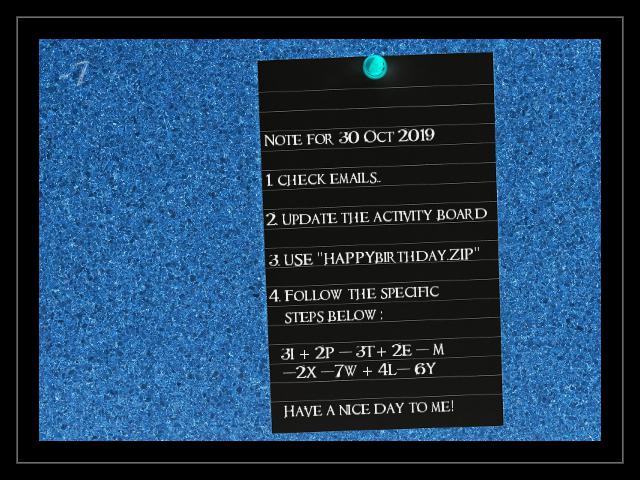 -7
NOTE FOR 30 OCT 2019
1. CHECK EMAILS.
2. UPDATE THE ACTIVITY BOARD
3. USE "HAPPYBIRTHDAY.ZIP"
4. FOLLOW THE SPECIFIC
STEPS BELOW :
3I + 2P — 3T + 2E — M
—2X —7W + 4L— 6Y
HAVE A NICE DAY TO ME!